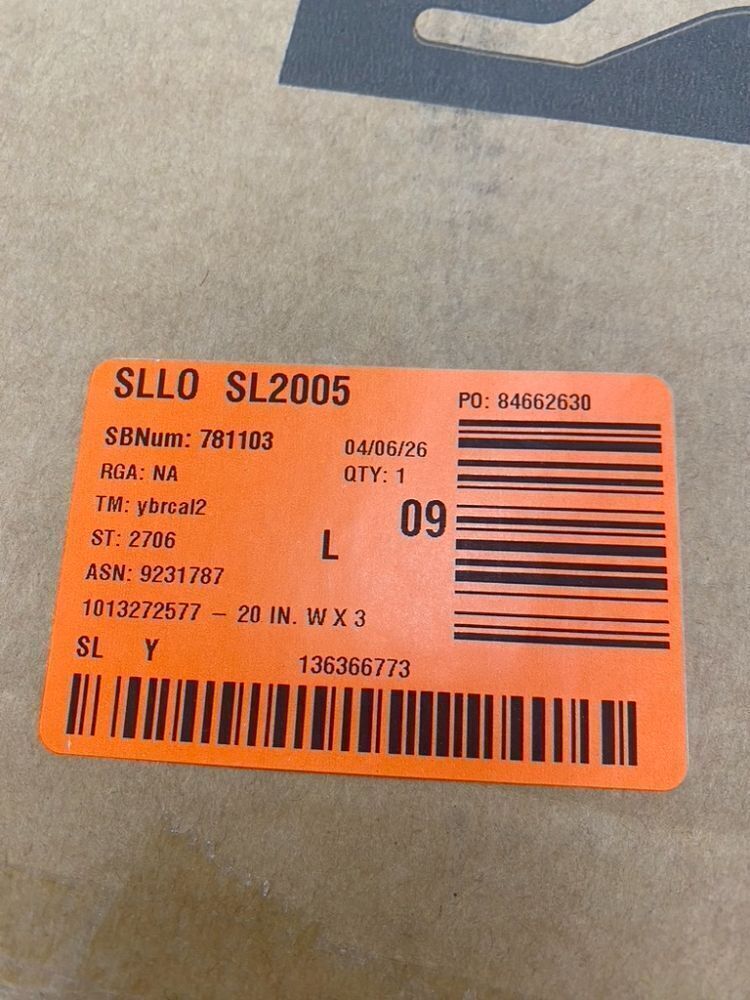 SLLO SL2005
PO: 84662630
SBNum: 781103
04/06/26
RGA: NA
QTY: 1
TM: ybrcal2
09
ST: 2706
L
ASN: 9231787
1013272577 – 20 IN. W X 3
SL Y
136366773